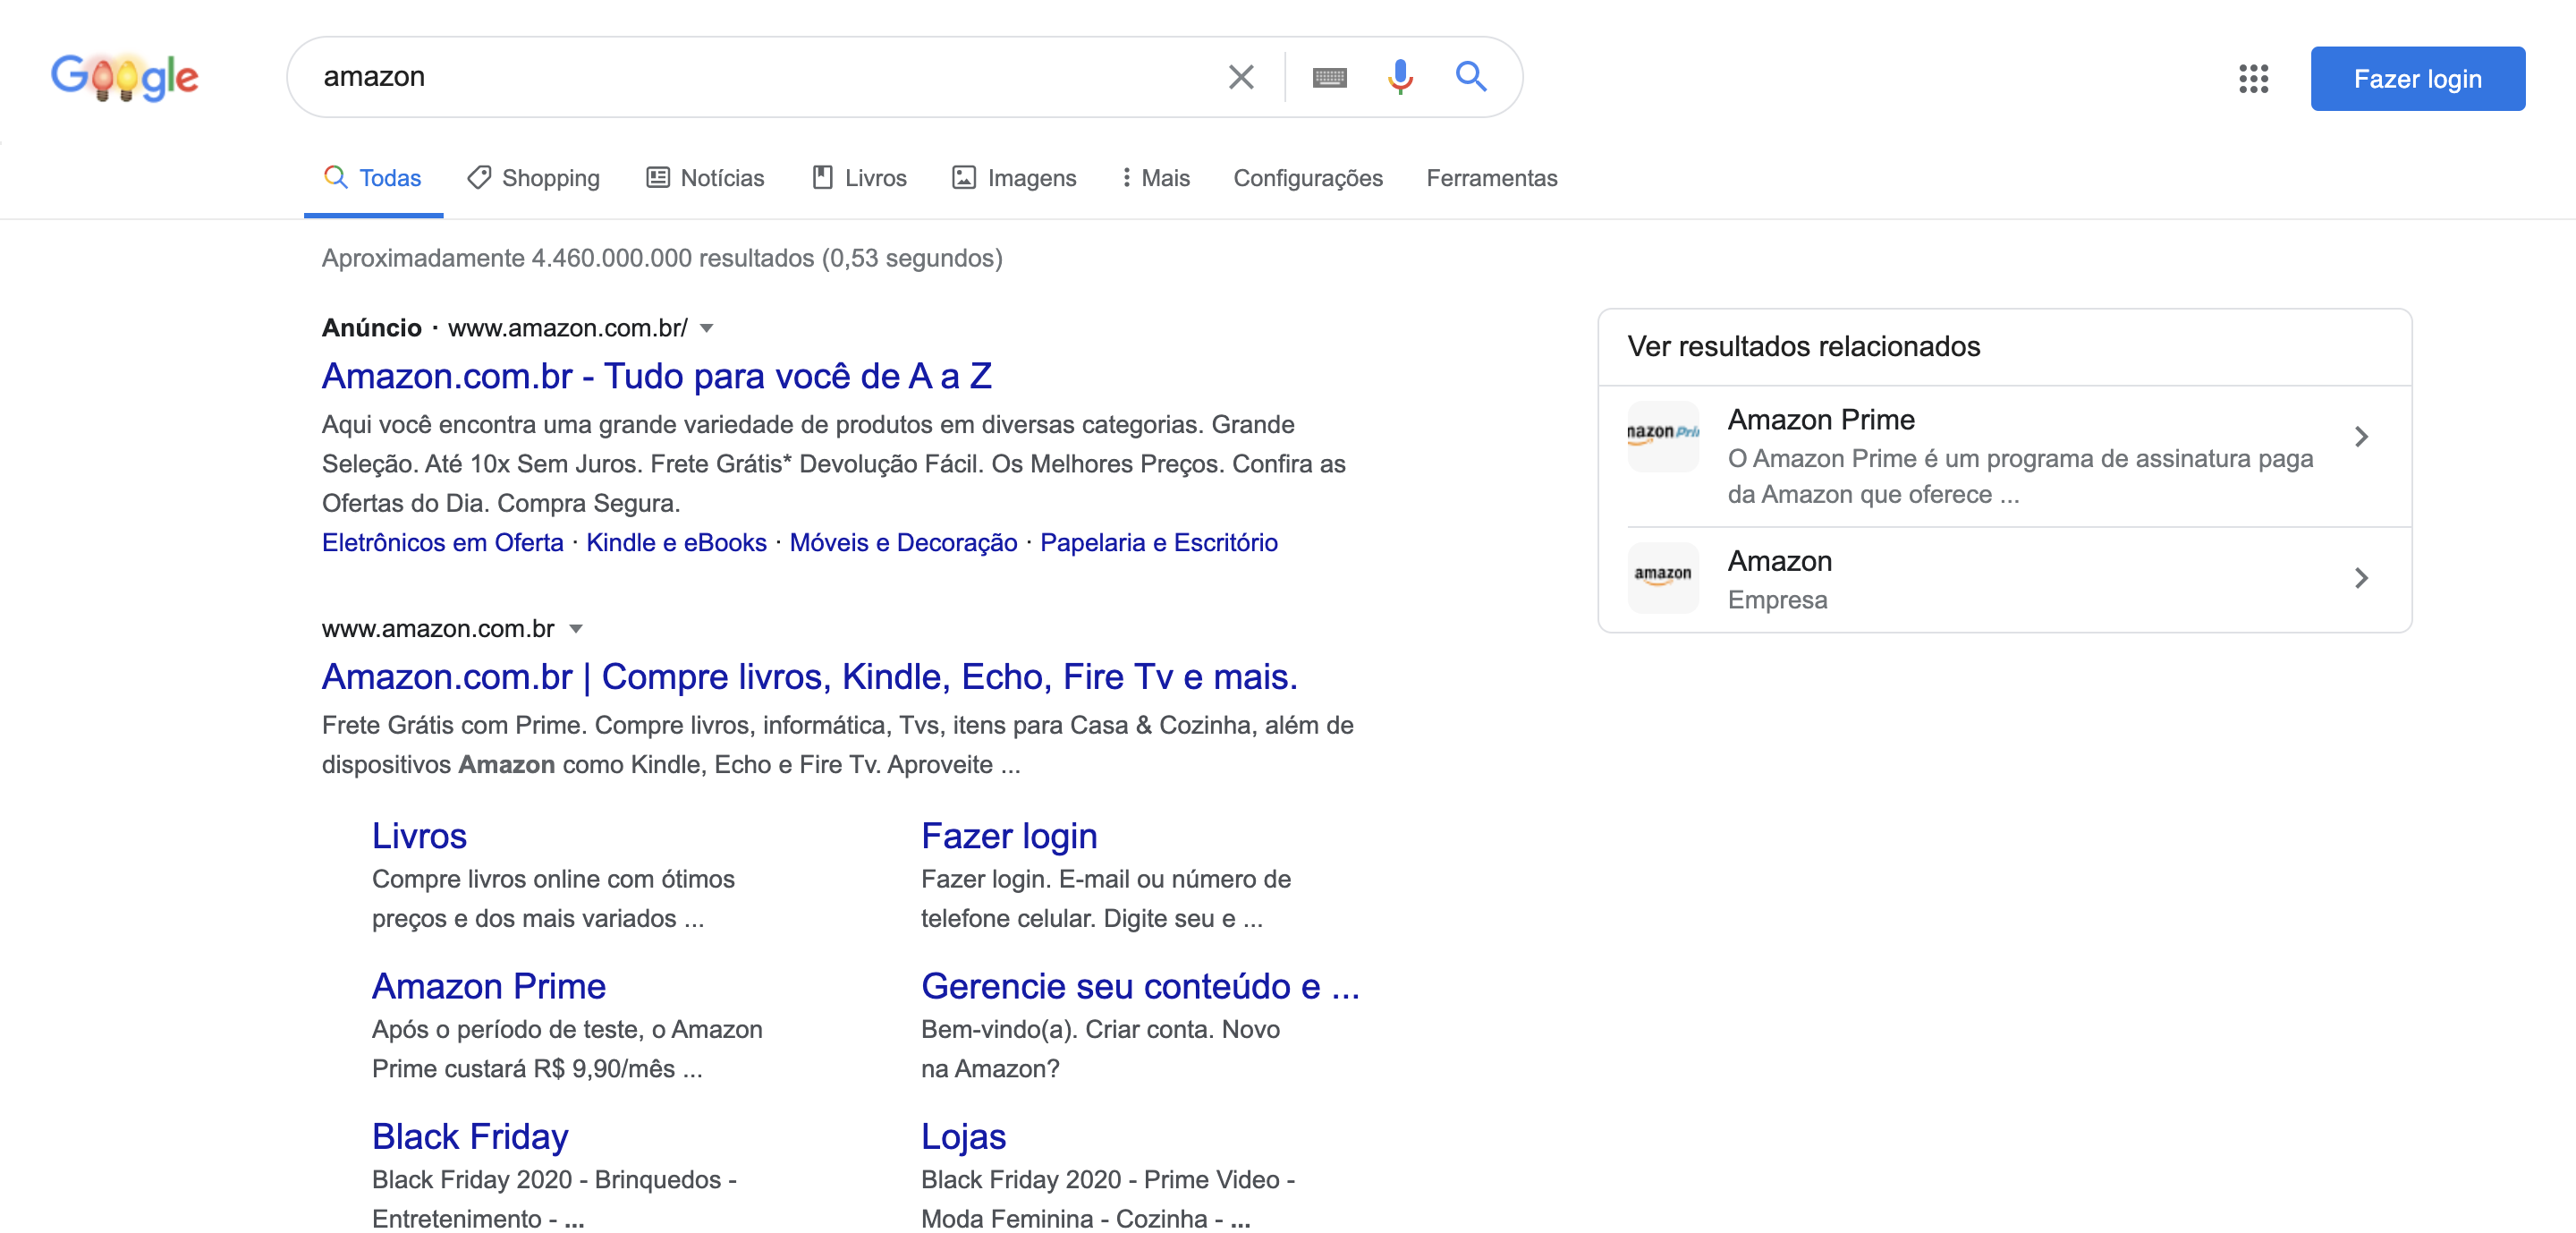 Google
amazon
Fazer login
Todas
Shopping
Notícias
Livros
Imagens
Mais
Configurações
Ferramentas
Aproximadamente 4.460.000.000 resultados (0,53 segundos)
Anúncio · www.amazon.com.br/
Amazon.com.br - Tudo para você de A a Z
Aqui você encontra uma grande variedade de produtos em diversas categorias. Grande
Seleção. Até 10x Sem Juros. Frete Grátis* Devolução Fácil. Os Melhores Preços. Confira as
Ofertas do Dia. Compra Segura.
Eletrônicos em Oferta · Kindle e eBooks · Móveis e Decoração · Papelaria e Escritório
www.amazon.com.br
Amazon.com.br | Compre livros, Kindle, Echo, Fire Tv e mais.
Frete Grátis com Prime. Compre livros, informática, Tvs, itens para Casa & Cozinha, além de
dispositivos Amazon como Kindle, Echo e Fire Tv. Aproveite ...
Livros
Compre livros online com ótimos
preços e dos mais variados ...
Fazer login
Fazer login. E-mail ou número de
telefone celular. Digite seu e ...
Amazon Prime
Após o período de teste, o Amazon
Prime custará R$ 9,90/mês ...
Gerencie seu conteúdo e ...
Bem-vindo(a). Criar conta. Novo
na Amazon?
Black Friday
Black Friday 2020 - Brinquedos -
Entretenimento - ...
Lojas
Black Friday 2020 - Prime Video -
Moda Feminina - Cozinha - ...
Ver resultados relacionados
nazon Prin
Amazon Prime
O Amazon Prime é um programa de assinatura paga
da Amazon que oferece ...
amazon
Amazon
Empresa